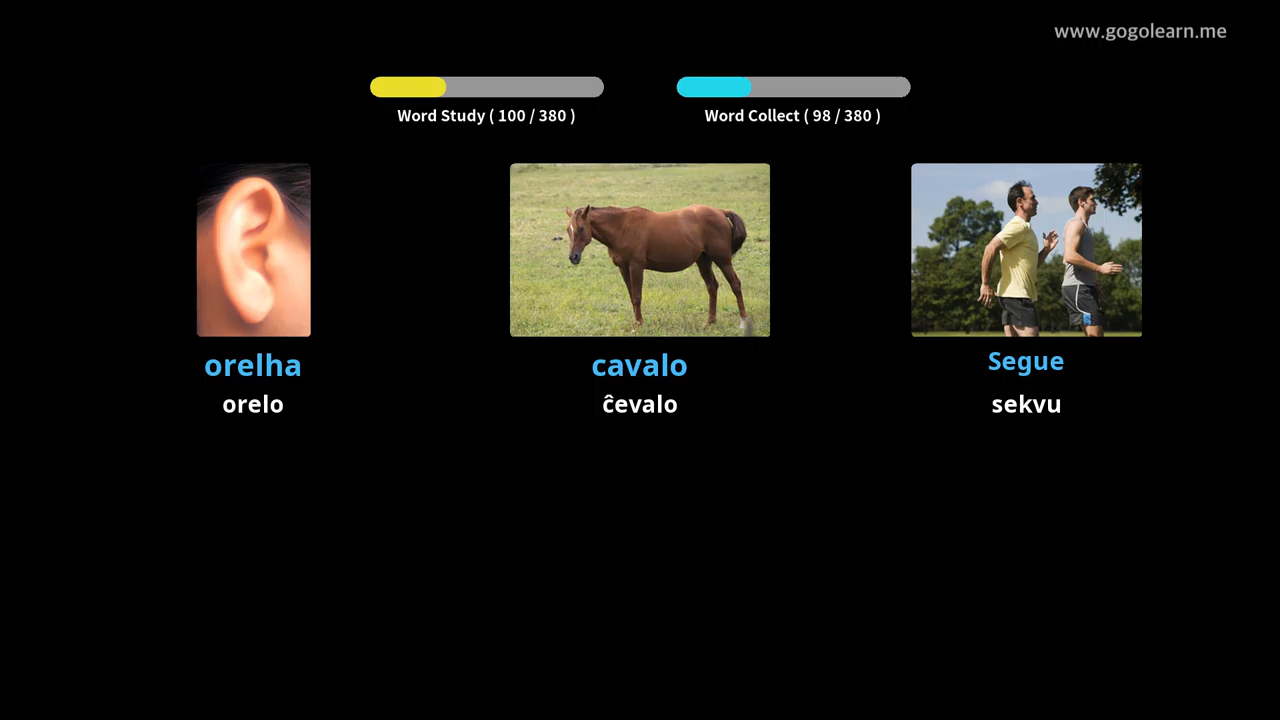 www.gogolearn.me
Word Study ( 100 / 380 )
Word Collect ( 98 / 380 )
orelha
cavalo
Segue
orelo
ĉevalo
sekvu